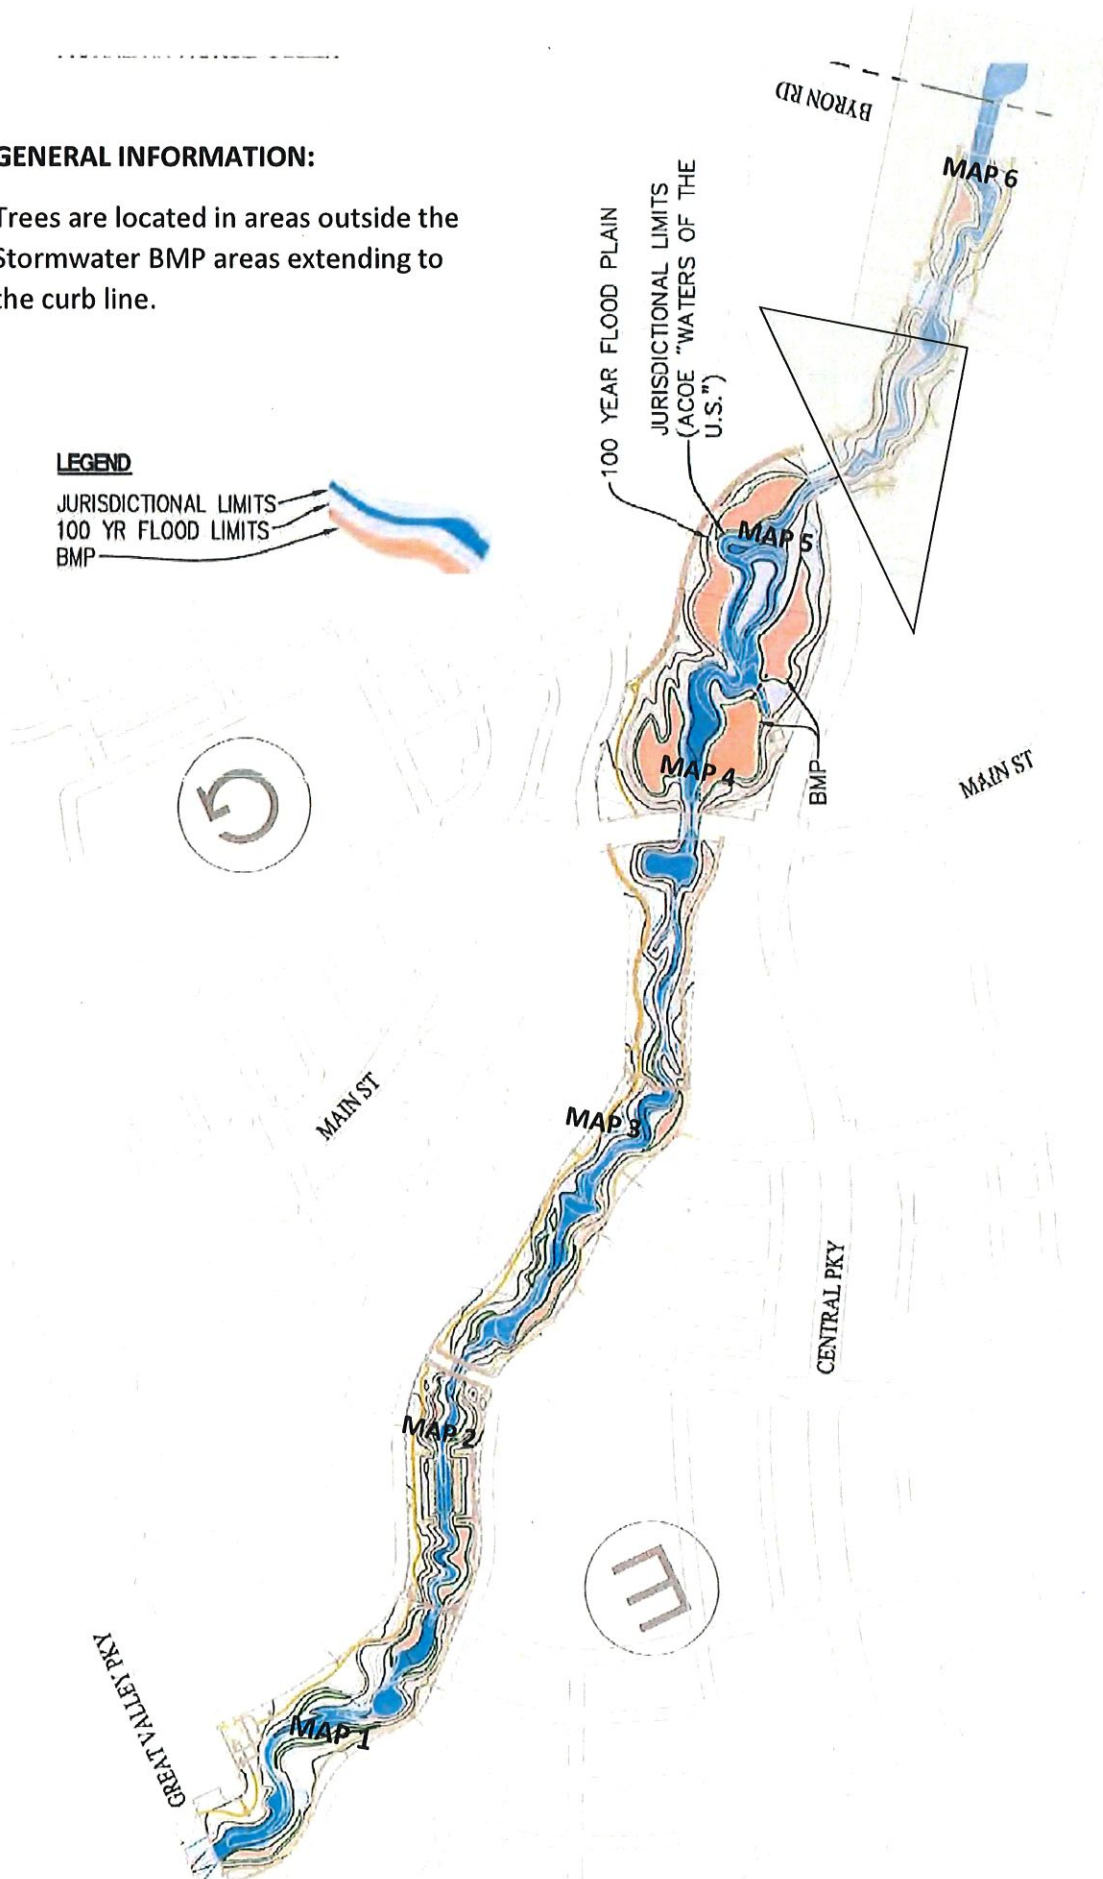 GENERAL INFORMATION:
Trees are located in areas outside the
Stormwater BMP areas extending to
the curb line.
LEGEND
JURISDICTIONAL LIMITS
100 YR FLOOD LIMITS
BMP
100 YEAR FLOOD PLAIN
JURISDICTIONAL LIMITS
(ACOE "WATERS OF THE
U.S.")
BYRON RD
MAP 6
MAP 5
MAP 4
BMP
MAIN ST
G
MAIN ST
MAP 3
CENTRAL PKY
MAP 2
E
GREAT VALLEY PKY
MAP 1